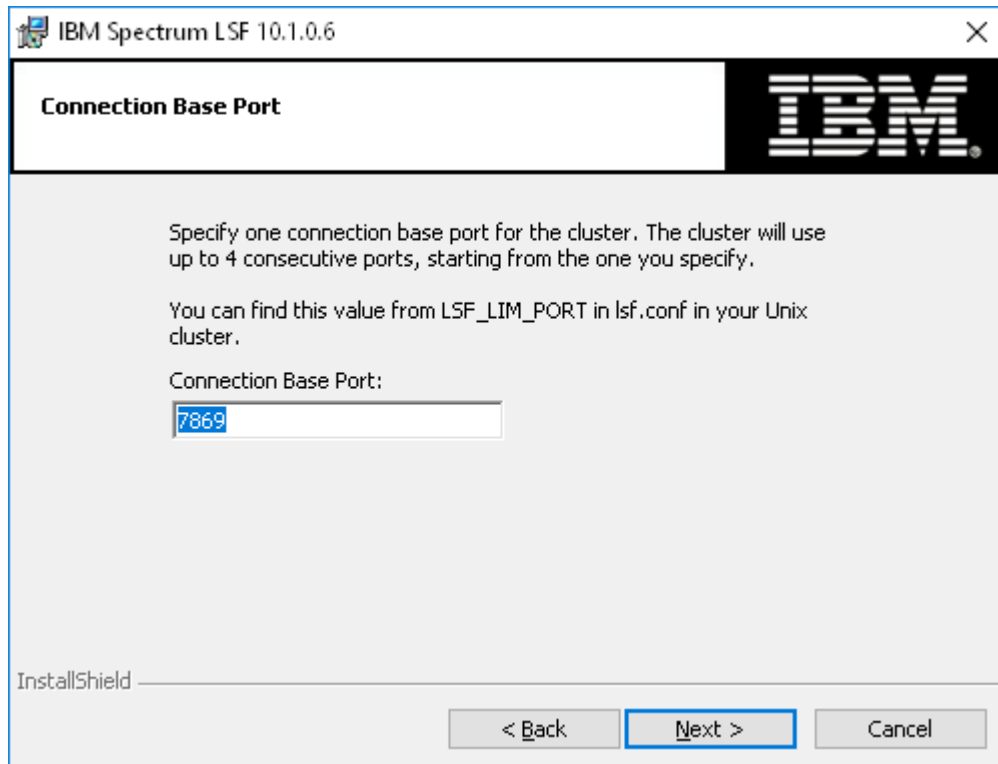 IBM Spectrum LSF 10.1.0.6
Connection Base Port
IBM®
Specify one connection base port for the cluster. The cluster will use
up to 4 consecutive ports, starting from the one you specify.
You can find this value from LSF_LIM_PORT in lsf.conf in your Unix
cluster.
Connection Base Port:
7869
InstallShield
< Back
Next >
Cancel